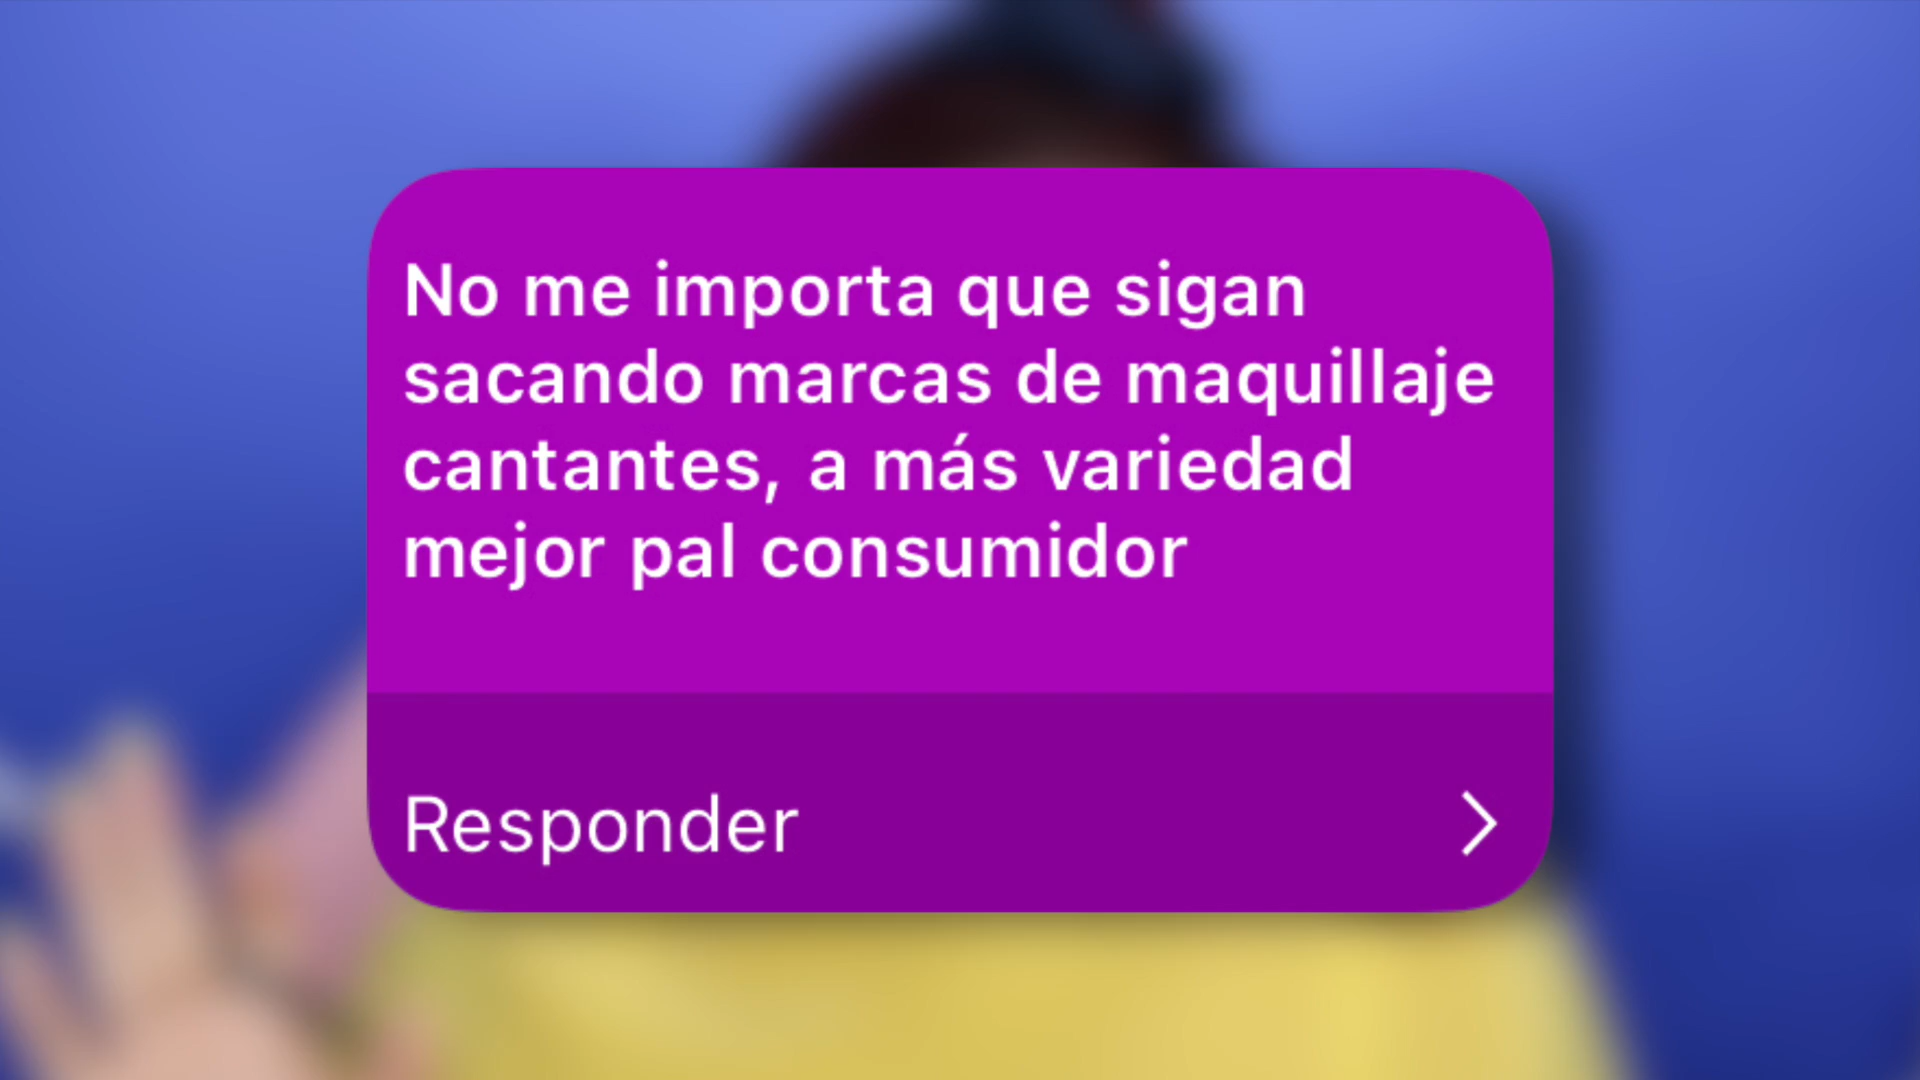 No me importa que sigan
sacando marcas de maquillaje
cantantes, a más variedad
mejor pal consumidor
Responder